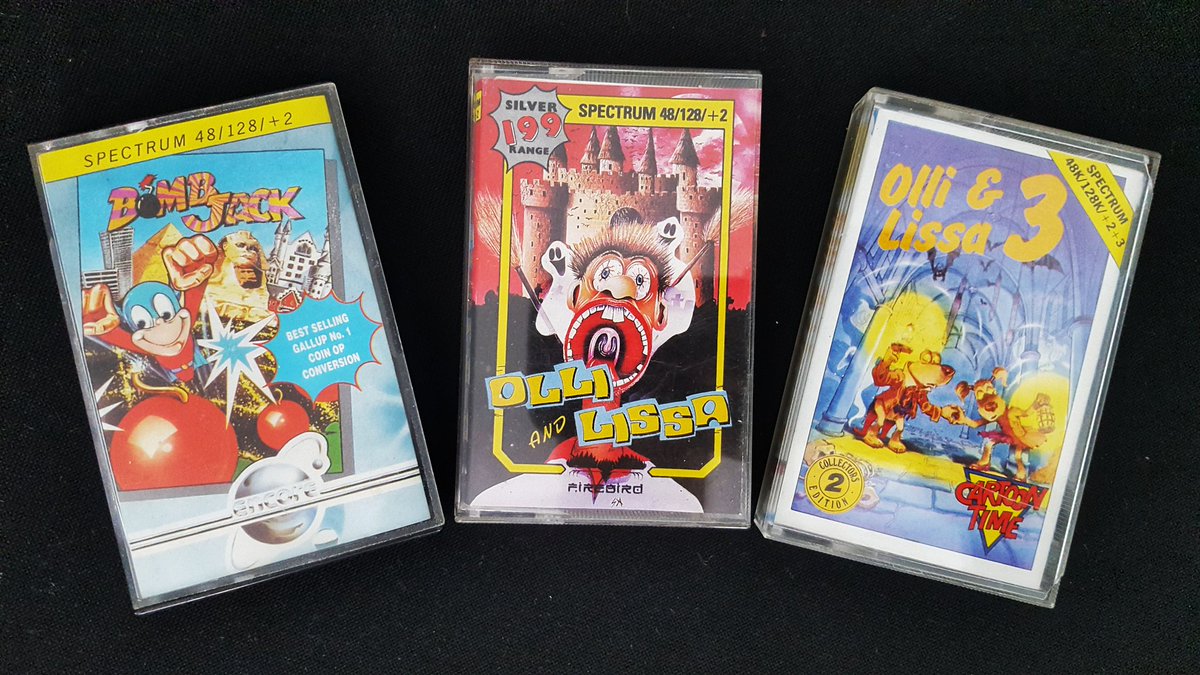 SPECTRUM 48/128/+2
BOMB JACK
BEST SELLING
GALLUP No. 1
COIN OP
CONVERSION
encore
SILVER
199
RANGE
SPECTRUM 48/128/+2
OLLI
AND LISSA
FIREBIRD
Olli &
Lissa 3
SPECTRUM
48K/128K/+2+3
COLLECTORS
2
EDITION
CARTOON
TIME